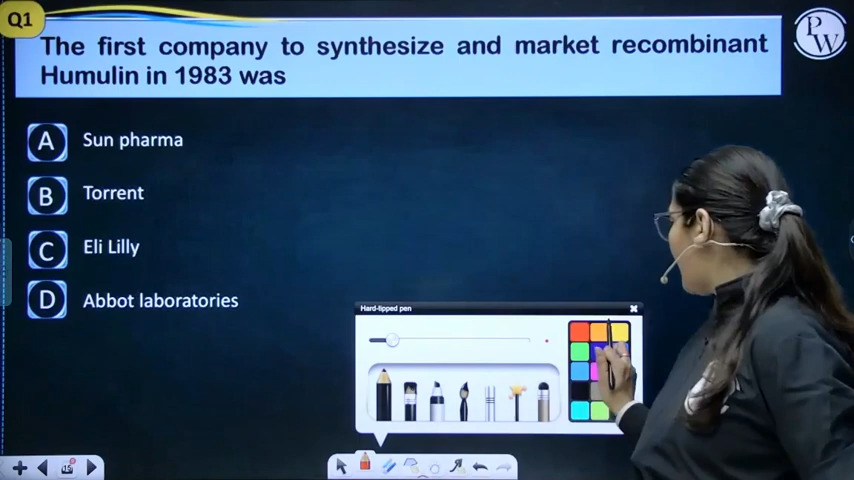 Q1
The first company to synthesize and market recombinant
Humulin in 1983 was
PW
A Sun pharma
B Torrent
C Eli Lilly
D Abbot laboratories
Hard-tipped pen